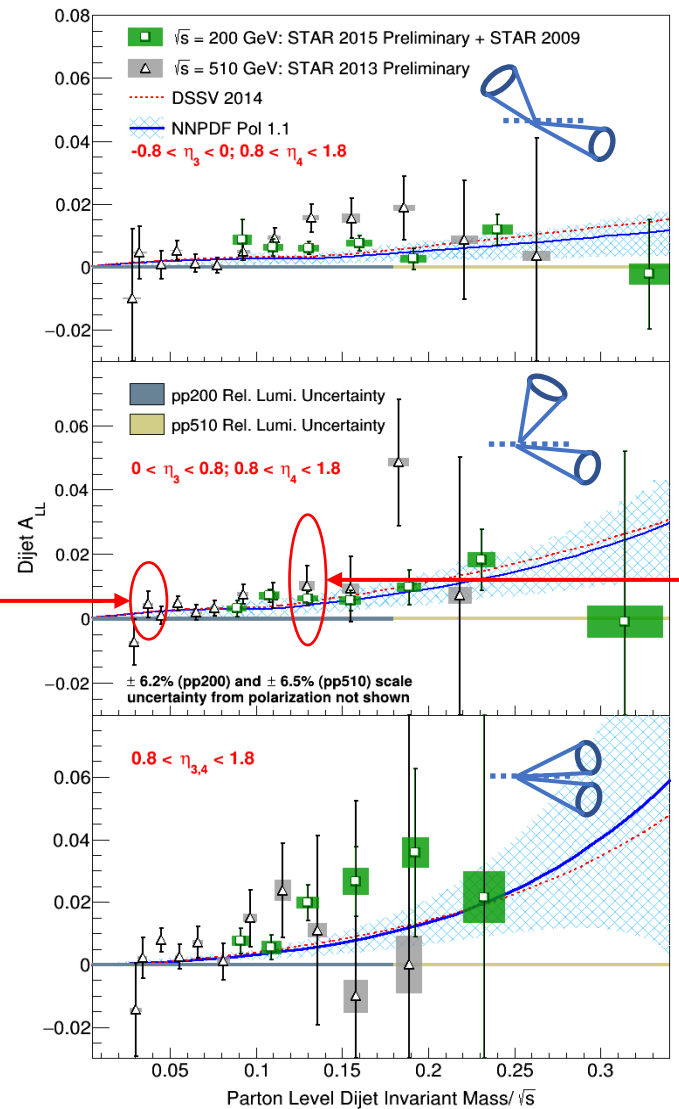 0.08
√s = 200 GeV: STAR 2015 Preliminary + STAR 2009
√s = 510 GeV: STAR 2013 Preliminary
0.06
DSSV 2014
NNPDF Pol 1.1
-0.8 < η3 < 0; 0.8 < η4 < 1.8
0.04
0.02
0
−0.02
pp200 Rel. Lumi. Uncertainty
pp510 Rel. Lumi. Uncertainty
0.06
0 < η3 < 0.8; 0.8 < η4 < 1.8
0.04
Dijet ALL
0.02
0
−0.02
± 6.2% (pp200) and ± 6.5% (pp510) scale
uncertainty from polarization not shown
0.8 < η3,4 < 1.8
0.06
0.04
0.02
0
−0.02
0.05 0.1 0.15 0.2 0.25 0.3
Parton Level Dijet Invariant Mass/ √s